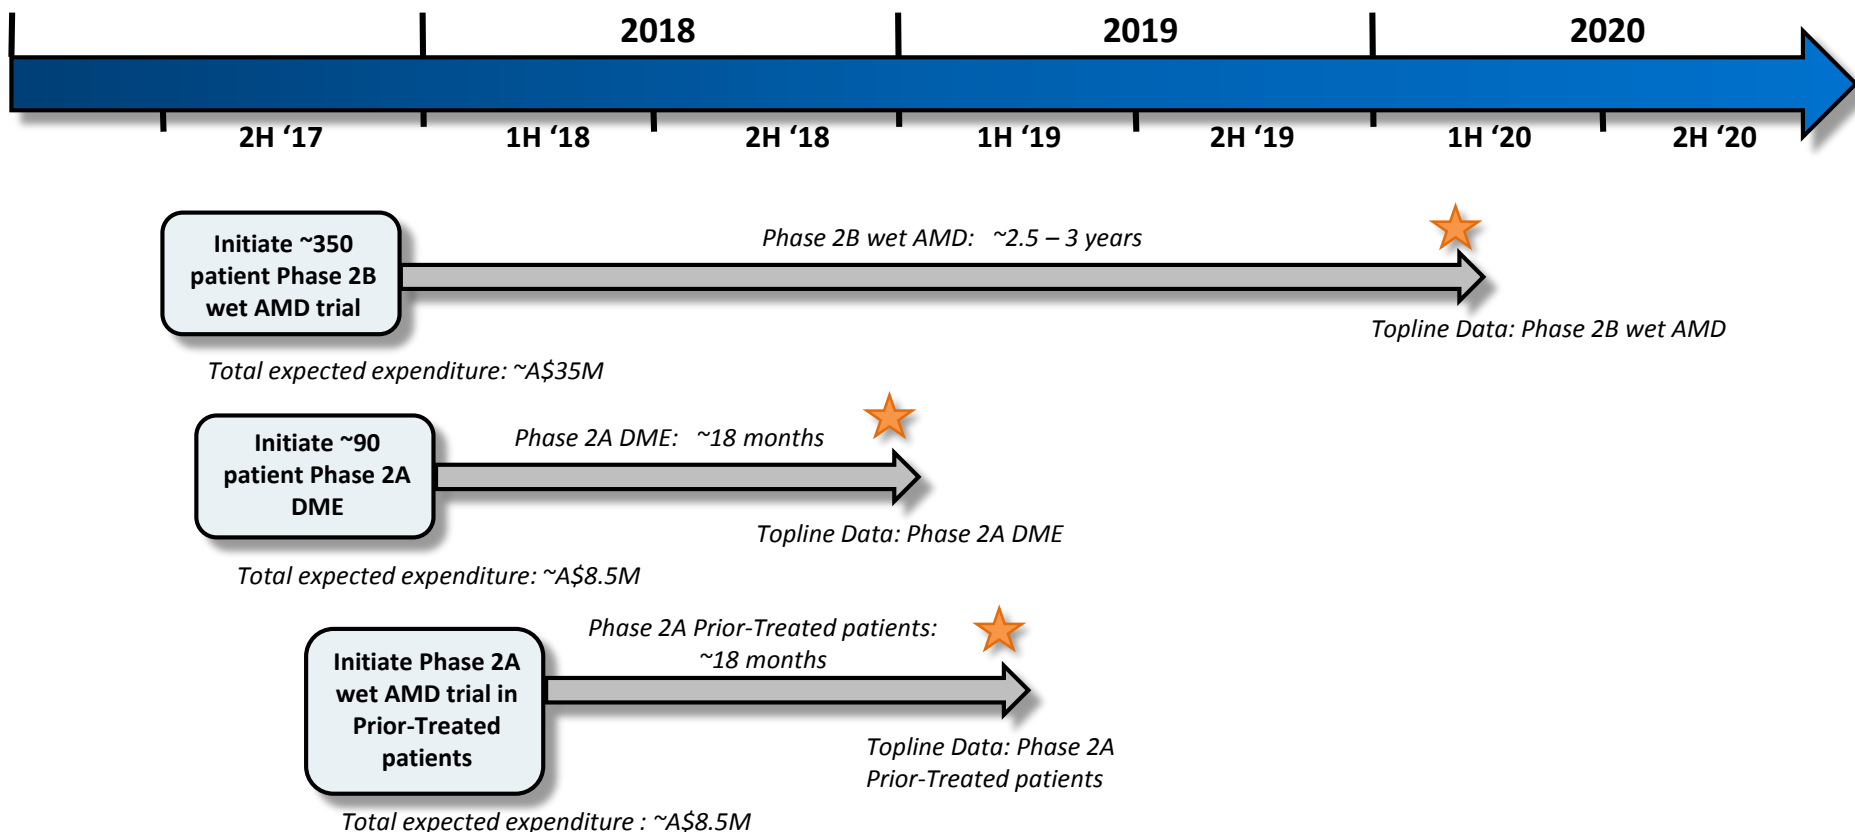 2018
2019
2020
2H ‘17
1H ‘18
2H ‘18
1H ‘19
2H ‘19
1H ‘20
2H ‘20
Initiate ~350
patient Phase 2B
wet AMD trial
Phase 2B wet AMD: ~2.5 – 3 years
Topline Data: Phase 2B wet AMD
Total expected expenditure: ~A$35M
Initiate ~90
patient Phase 2A
DME
Phase 2A DME: ~18 months
Topline Data: Phase 2A DME
Total expected expenditure: ~A$8.5M
Initiate Phase 2A
wet AMD trial in
Prior-Treated
patients
Phase 2A Prior-Treated patients:
~18 months
Topline Data: Phase 2A
Prior-Treated patients
Total expected expenditure : ~A$8.5M